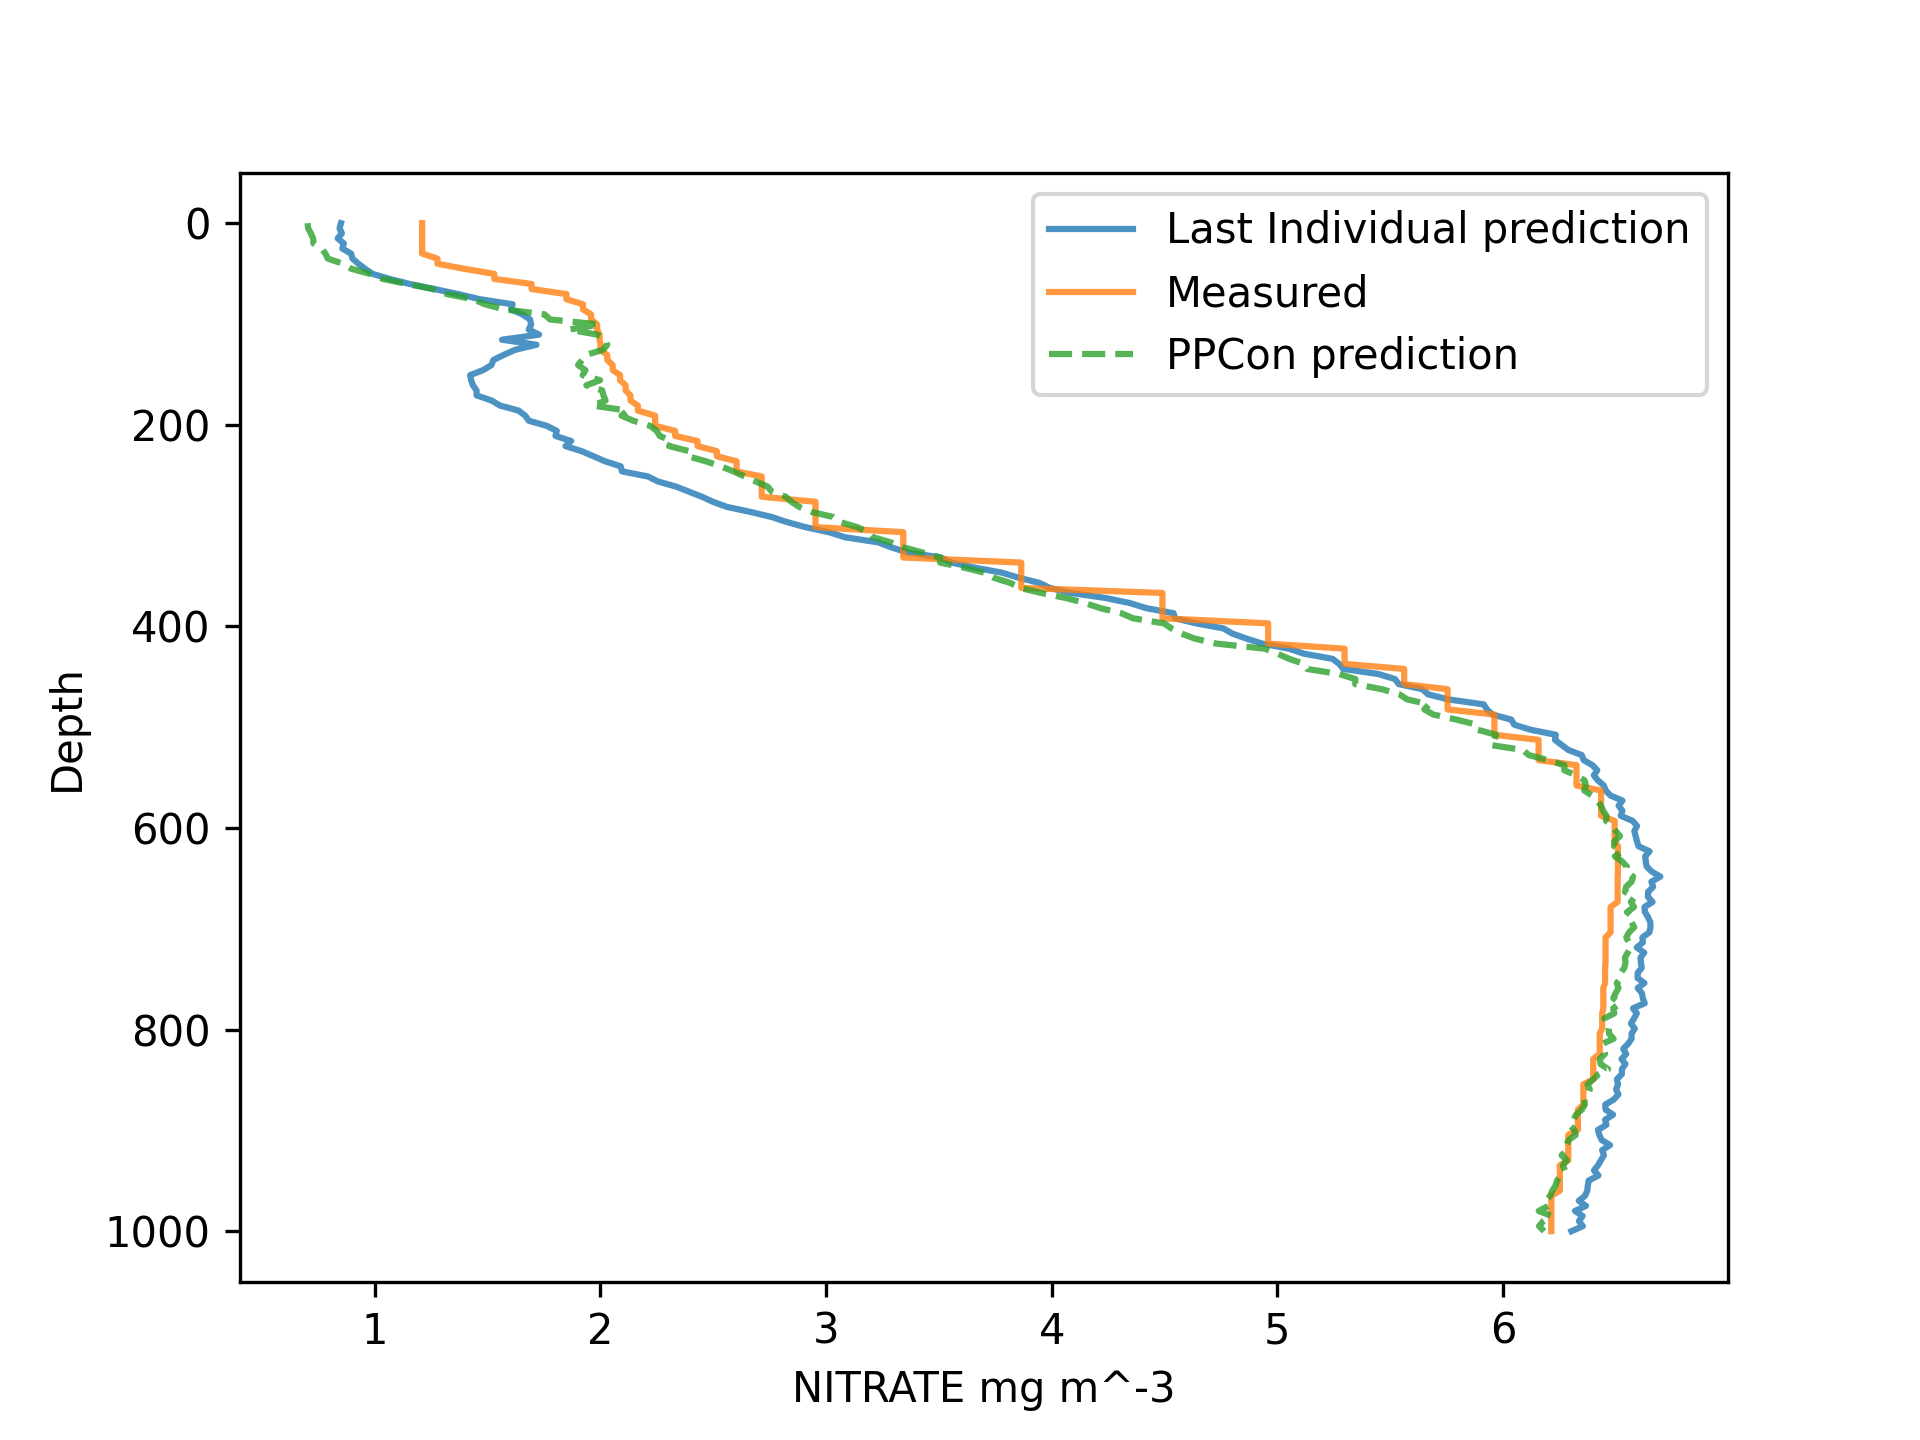 Last Individual prediction
Measured
PPCon prediction
0
200
400
600
800
1000
Depth
1 2 3 4 5 6
NITRATE mg m^-3